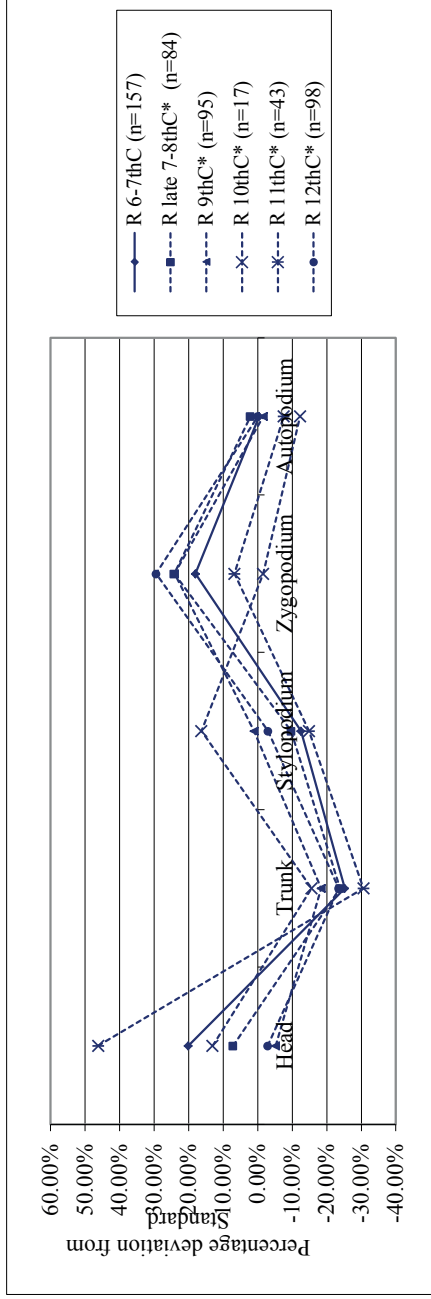 60.00%
50.00%
40.00%
30.00%
20.00%
10.00%
0.00%
-10.00%
-20.00%
-30.00%
-40.00%
Percentage deviation from
Standard
Head
Trunk
Stylopodium
Zygopodium
Autopodium
R 6-7thC (n=157)
R late 7-8thC* (n=84)
R 9thC* (n=95)
R 10thC* (n=17)
R 11thC* (n=43)
R 12thC* (n=98)